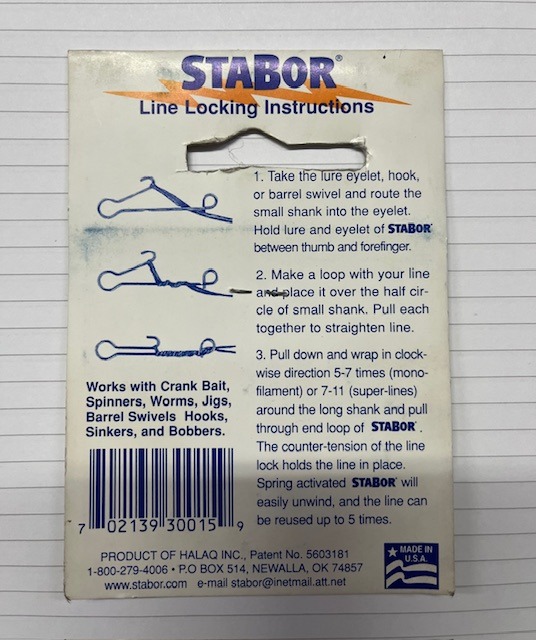 STABOR®
Line Locking Instructions
1. Take the lure eyelet, hook,
or barrel swivel and route the
small shank into the eyelet.
Hold lure and eyelet of STABOR®
between thumb and forefinger.
2. Make a loop with your line
and place it over the half cir-
cle of small shank. Pull each
together to straighten line.
3. Pull down and wrap in clock-
wise direction 5-7 times (mono-
filament) or 7-11 (super-lines)
around the long shank and pull
through end loop of STABOR®.
The counter-tension of the line
lock holds the line in place.
Spring activated STABOR® will
easily unwind, and the line can
be reused up to 5 times.
Works with Crank Bait,
Spinners, Worms, Jigs,
Barrel Swivels Hooks,
Sinkers, and Bobbers.
7 02139 30015 9
PRODUCT OF HALAQ INC., Patent No. 5603181
1-800-279-4006 • P.O BOX 514, NEWALLA, OK 74857
www.stabor.com e-mail stabor@inetmail.att.net
MADE IN
U.S.A.